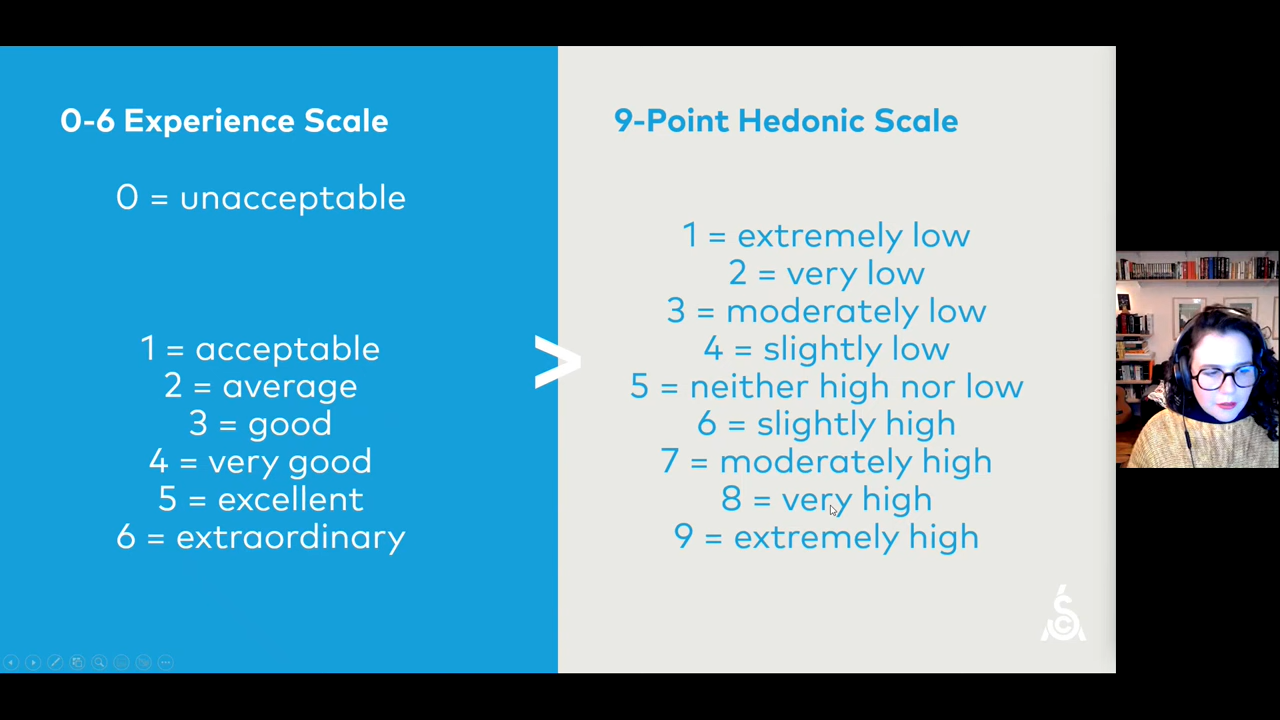 0-6 Experience Scale
0 = unacceptable
1 = acceptable
2 = average
3 = good
4 = very good
5 = excellent
6 = extraordinary
>
9-Point Hedonic Scale
1 = extremely low
2 = very low
3 = moderately low
4 = slightly low
5 = neither high nor low
6 = slightly high
7 = moderately high
8 = very high
9 = extremely high